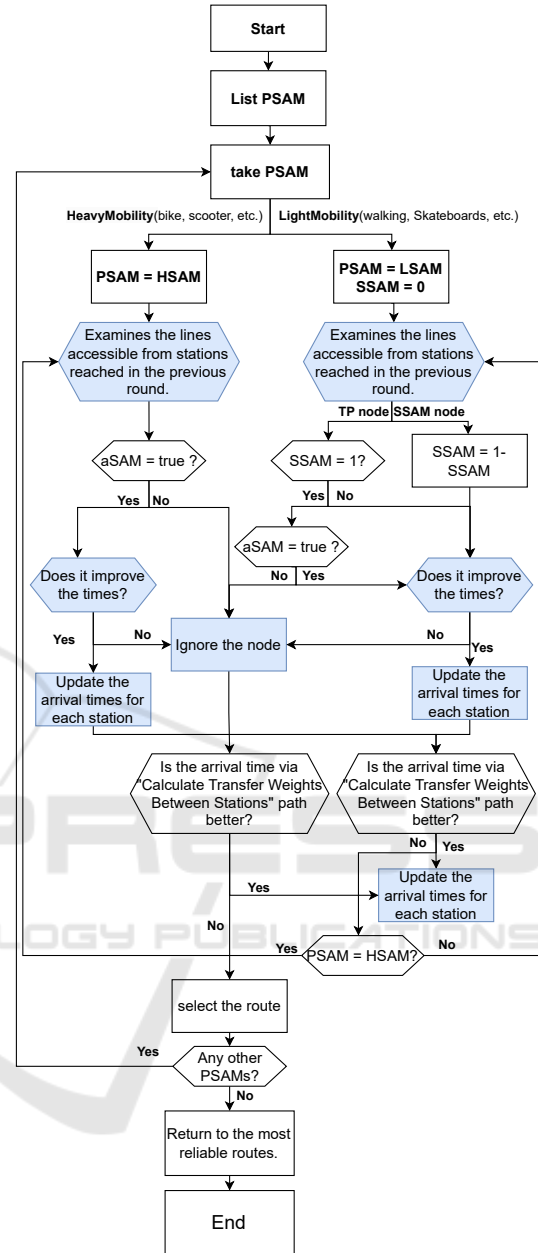 Start
List PSAM
take PSAM
HeavyMobility(bike, scooter, etc.)
LightMobility(walking, Skateboards, etc.)
PSAM = HSAM
PSAM = LSAM
SSAM = 0
Examines the lines
accessible from stations
reached in the previous
round.
Examines the lines
accessible from stations
reached in the previous
round.
TP node
SSAM node
aSAM = true ?
SSAM = 1?
SSAM = 1-
SSAM
Yes
No
Yes
No
aSAM = true ?
No
Yes
Does it improve
the times?
Does it improve
the times?
Yes
No
Ignore the node
No
Yes
Update the
arrival times for
each station
Update the
arrival times for
each station
Is the arrival time via
"Calculate Transfer Weights
Between Stations" path
better?
Is the arrival time via
"Calculate Transfer Weights
Between Stations" path
better?
No
Yes
Yes
Update the
arrival times for
each station
No
Yes
PSAM = HSAM?
No
select the route
Yes
Any other
PSAMs?
No
Return to the most
reliable routes.
End
PRESS
OLOGY PUBLICATIONS